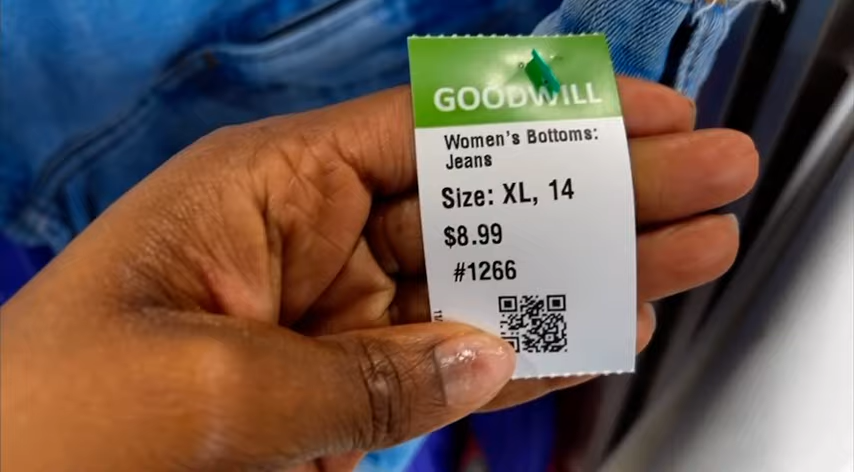 GOODWILL
Women's Bottoms:
Jeans
Size: XL, 14
$8.99
#1266